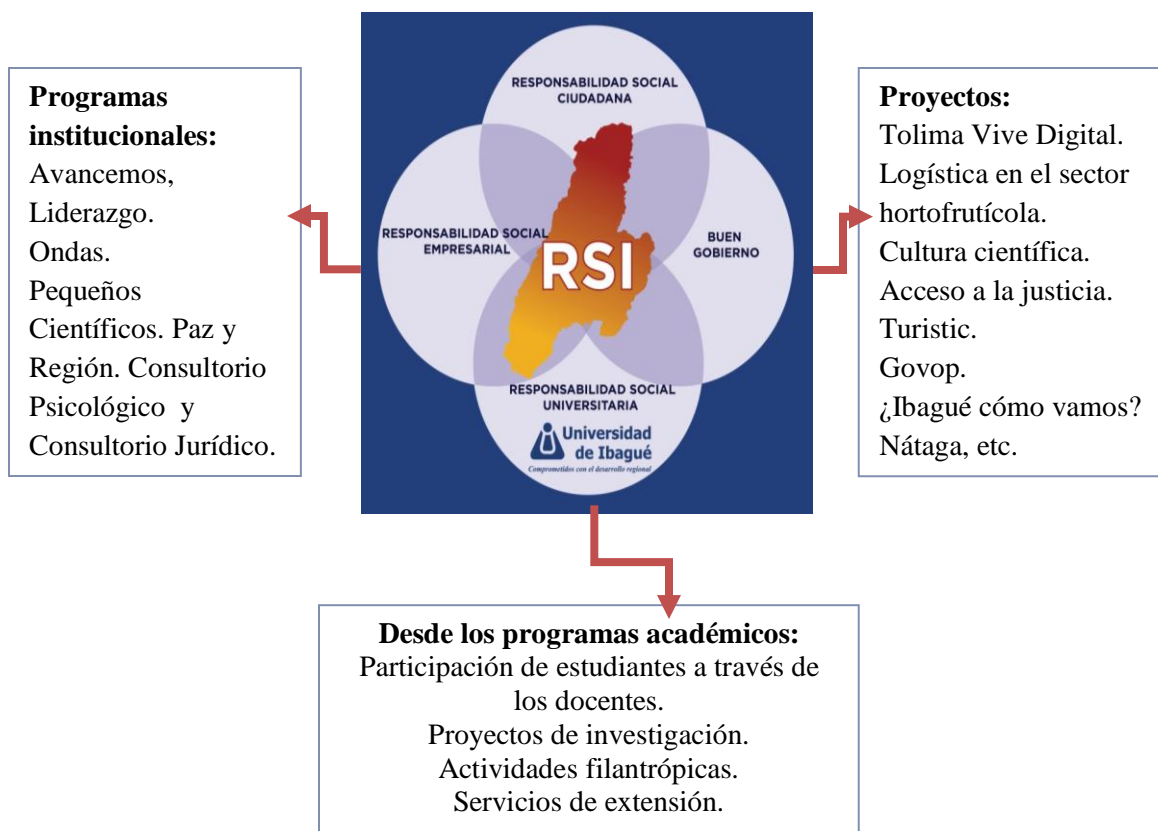 Programas
institucionales:
Avancemos,
Liderazgo.
Ondas.
Pequeños
Científicos. Paz y
Región. Consultorio
Psicológico y
Consultorio Jurídico.
RESPONSABILIDAD SOCIAL
CIUDADANA
RESPONSABILIDAD SOCIAL
EMPRESARIAL
RSI
BUEN
GOBIERNO
RESPONSABILIDAD SOCIAL
UNIVERSITARIA
Universidad
de Ibagué
Comprometidos con el desarrollo regional
Proyectos:
Tolima Vive Digital.
Logística en el sector
hortofrutícola.
Cultura científica.
Acceso a la justicia.
Turistic.
Govop.
¿Ibagué cómo vamos?
Nátaga, etc.
Desde los programas académicos:
Participación de estudiantes a través de
los docentes.
Proyectos de investigación.
Actividades filantrópicas.
Servicios de extensión.